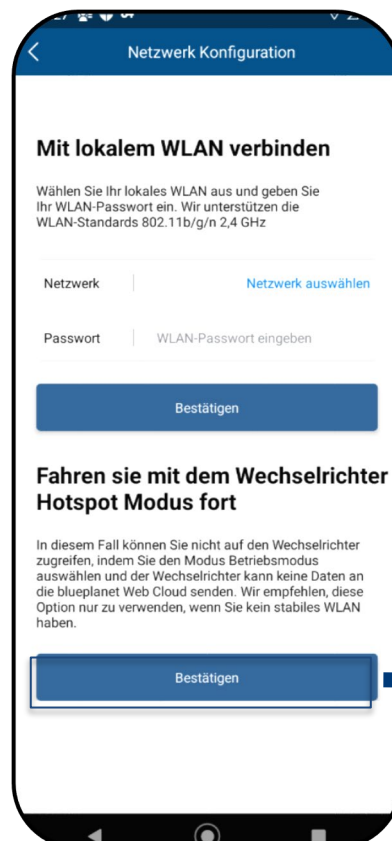 Netzwerk Konfiguration
Mit lokalem WLAN verbinden
Wählen Sie Ihr lokales WLAN aus und geben Sie
Ihr WLAN-Passwort ein. Wir unterstützen die
WLAN-Standards 802.11b/g/n 2,4 GHz
Netzwerk Netzwerk auswählen
Passwort WLAN-Passwort eingeben
Bestätigen
Fahren sie mit dem Wechselrichter
Hotspot Modus fort
In diesem Fall können Sie nicht auf den Wechselrichter
zugreifen, indem Sie den Modus Betriebsmodus
auswählen und der Wechselrichter kann keine Daten an
die blueplanet Web Cloud senden. Wir empfehlen, diese
Option nur zu verwenden, wenn Sie kein stabiles WLAN
haben.
Bestätigen